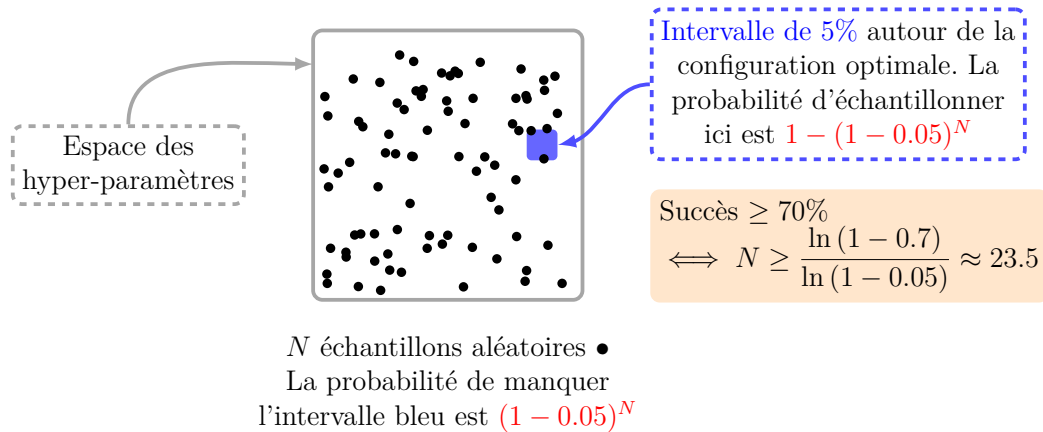 Intervalle de 5% autour de la
configuration optimale. La
probabilité d'échantillonner
ici est 1 − (1 − 0.05)^N
Espace des
hyper-paramètres
Succès ≥ 70%
⟺ N ≥ ln (1 − 0.7) / ln (1 − 0.05) ≈ 23.5
N échantillons aléatoires •
La probabilité de manquer
l'intervalle bleu est (1 − 0.05)^N